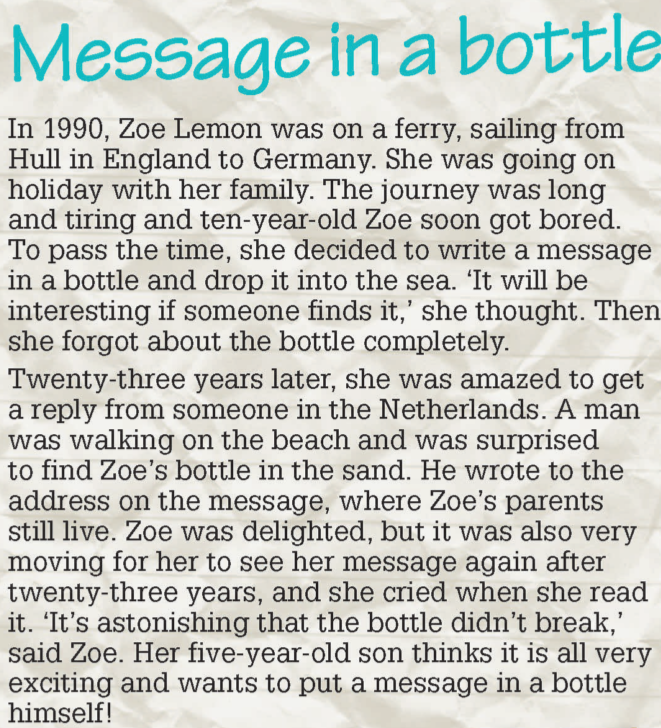 Message in a bottle
In 1990, Zoe Lemon was on a ferry, sailing from
Hull in England to Germany. She was going on
holiday with her family. The journey was long
and tiring and ten-year-old Zoe soon got bored.
To pass the time, she decided to write a message
in a bottle and drop it into the sea. ‘It will be
interesting if someone finds it,’ she thought. Then
she forgot about the bottle completely.
Twenty-three years later, she was amazed to get
a reply from someone in the Netherlands. A man
was walking on the beach and was surprised
to find Zoe’s bottle in the sand. He wrote to the
address on the message, where Zoe’s parents
still live. Zoe was delighted, but it was also very
moving for her to see her message again after
twenty-three years, and she cried when she read
it. ‘It’s astonishing that the bottle didn’t break,’
said Zoe. Her five-year-old son thinks it is all very
exciting and wants to put a message in a bottle
himself!